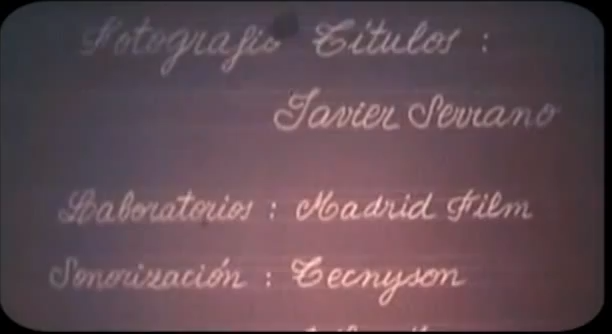 Fotografía Títulos :
Javier Serrano
Laboratorios : Madrid Film
Sonorización : Tecnyson